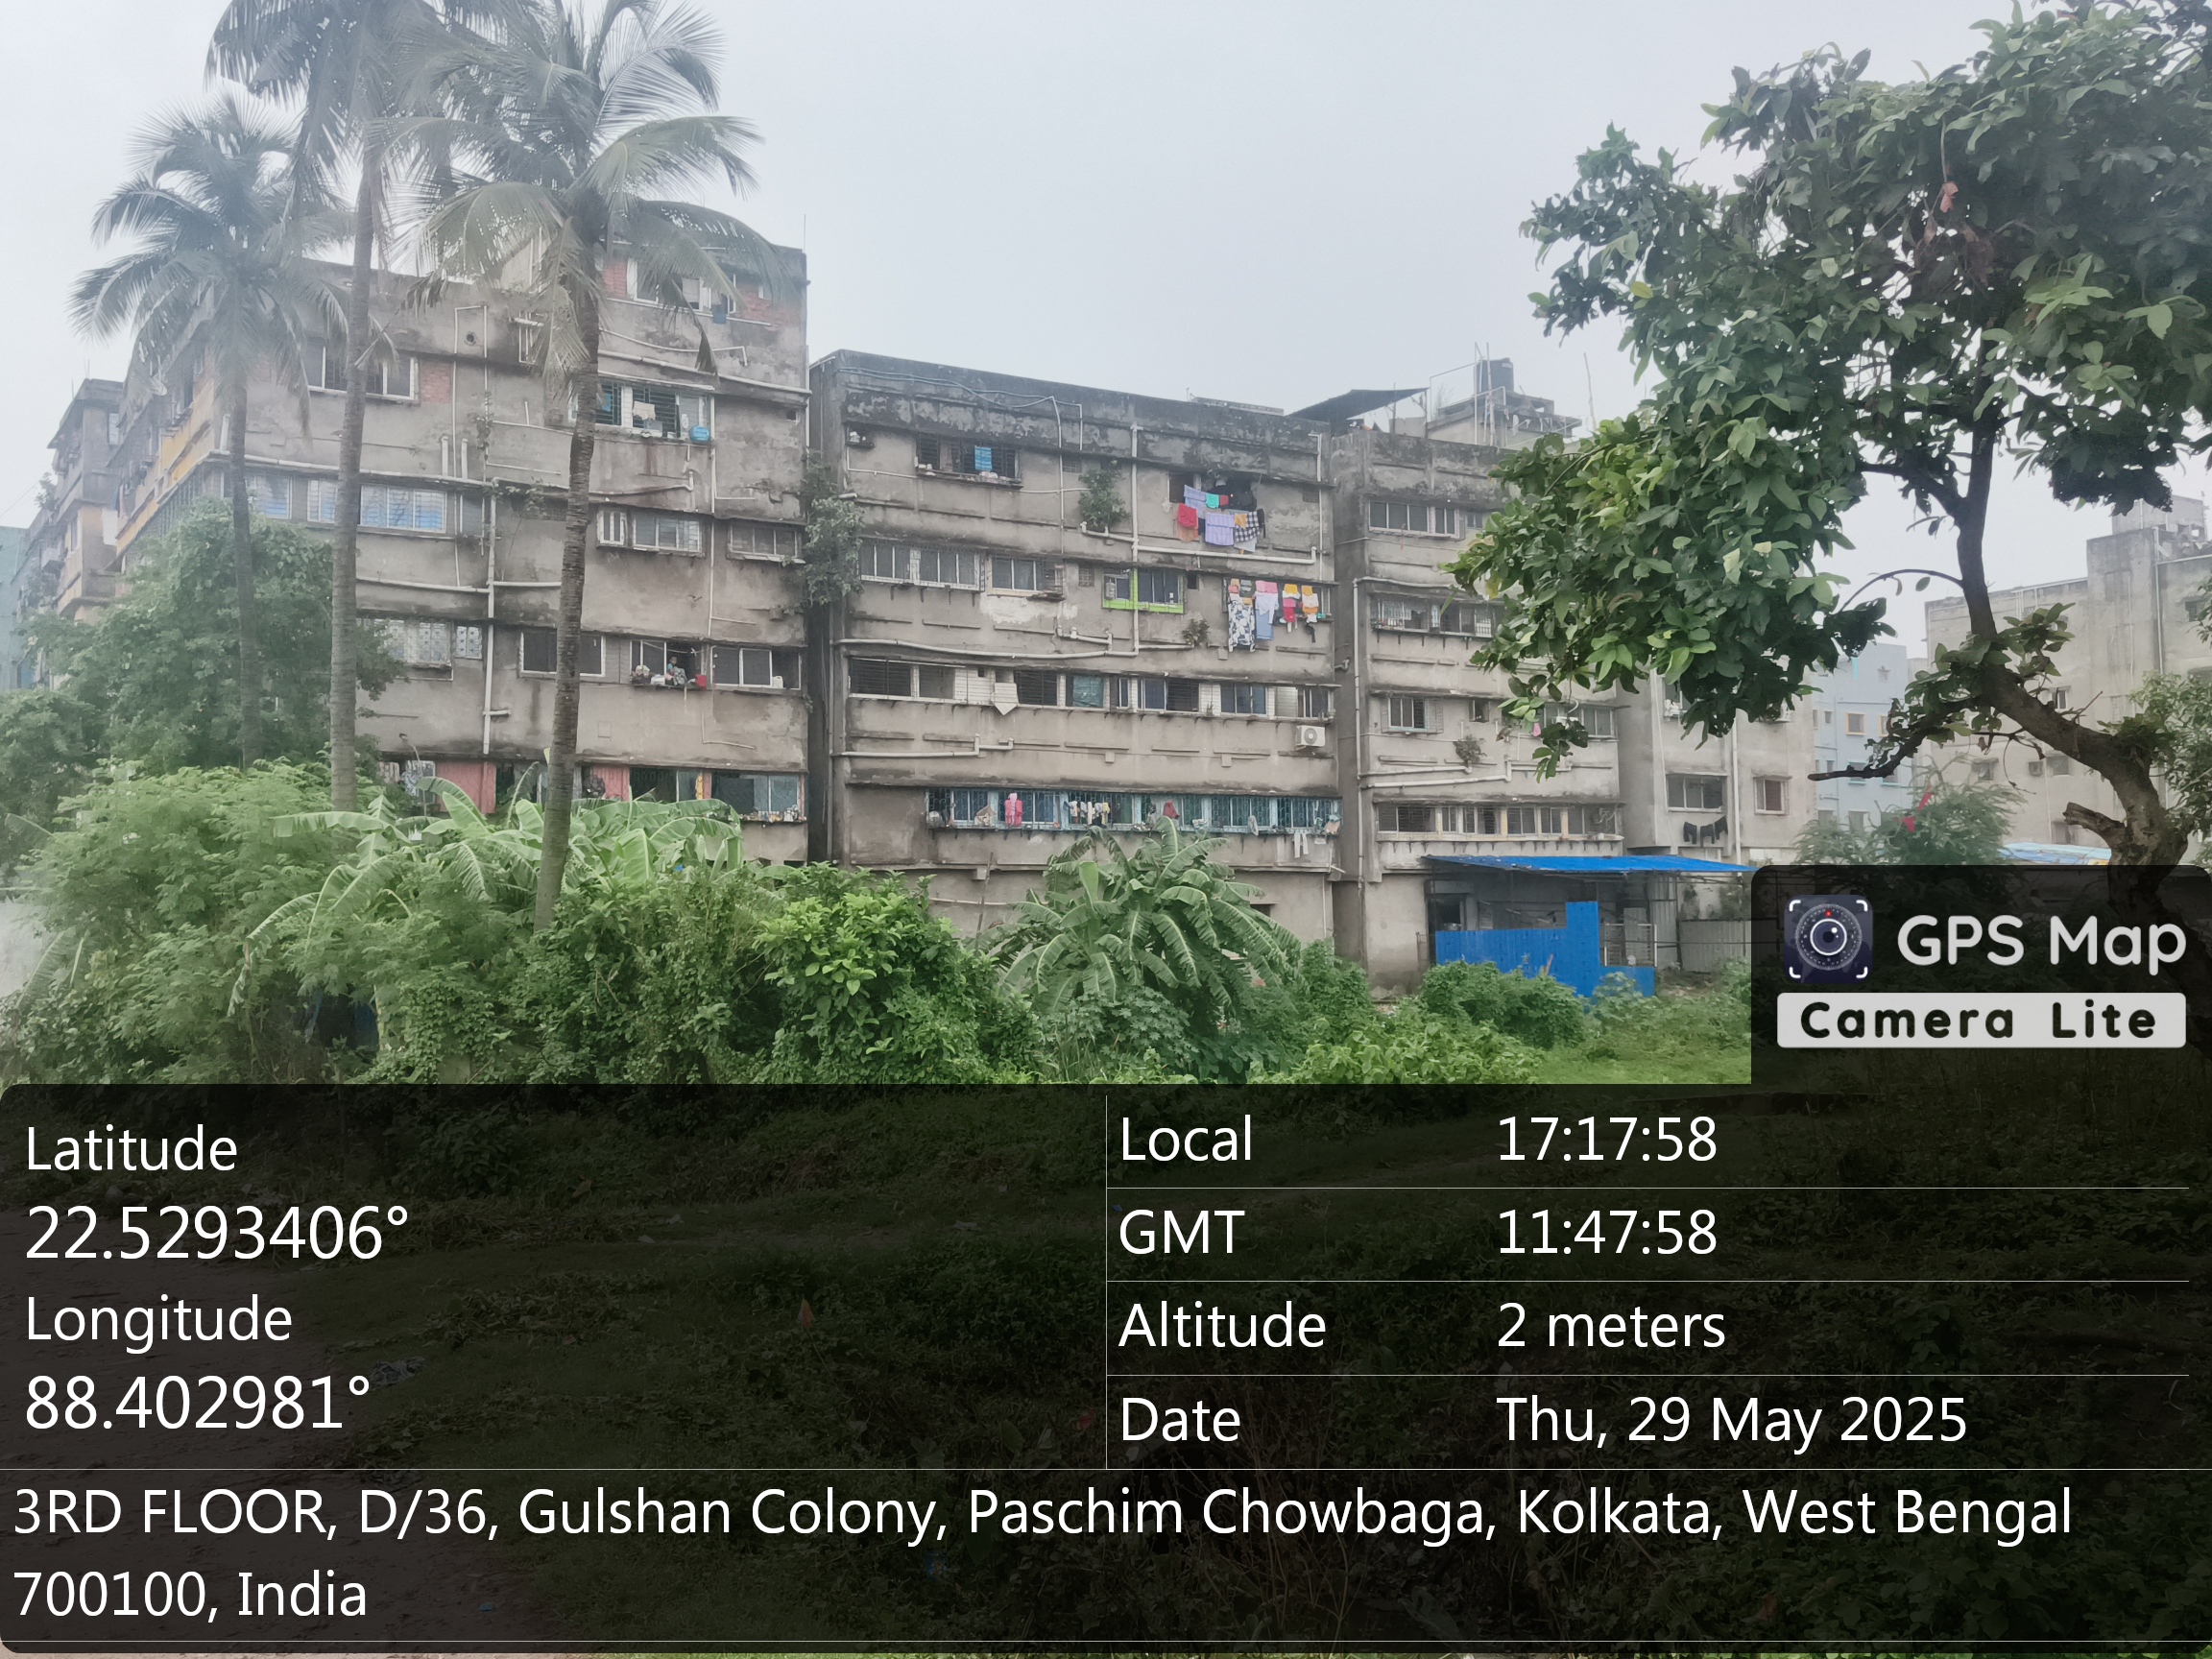 GPS Map
Camera Lite
Latitude
22.5293406°
Longitude
88.402981°
Local 17:17:58
GMT 11:47:58
Altitude 2 meters
Date Thu, 29 May 2025
3RD FLOOR, D/36, Gulshan Colony, Paschim Chowbaga, Kolkata, West Bengal
700100, India